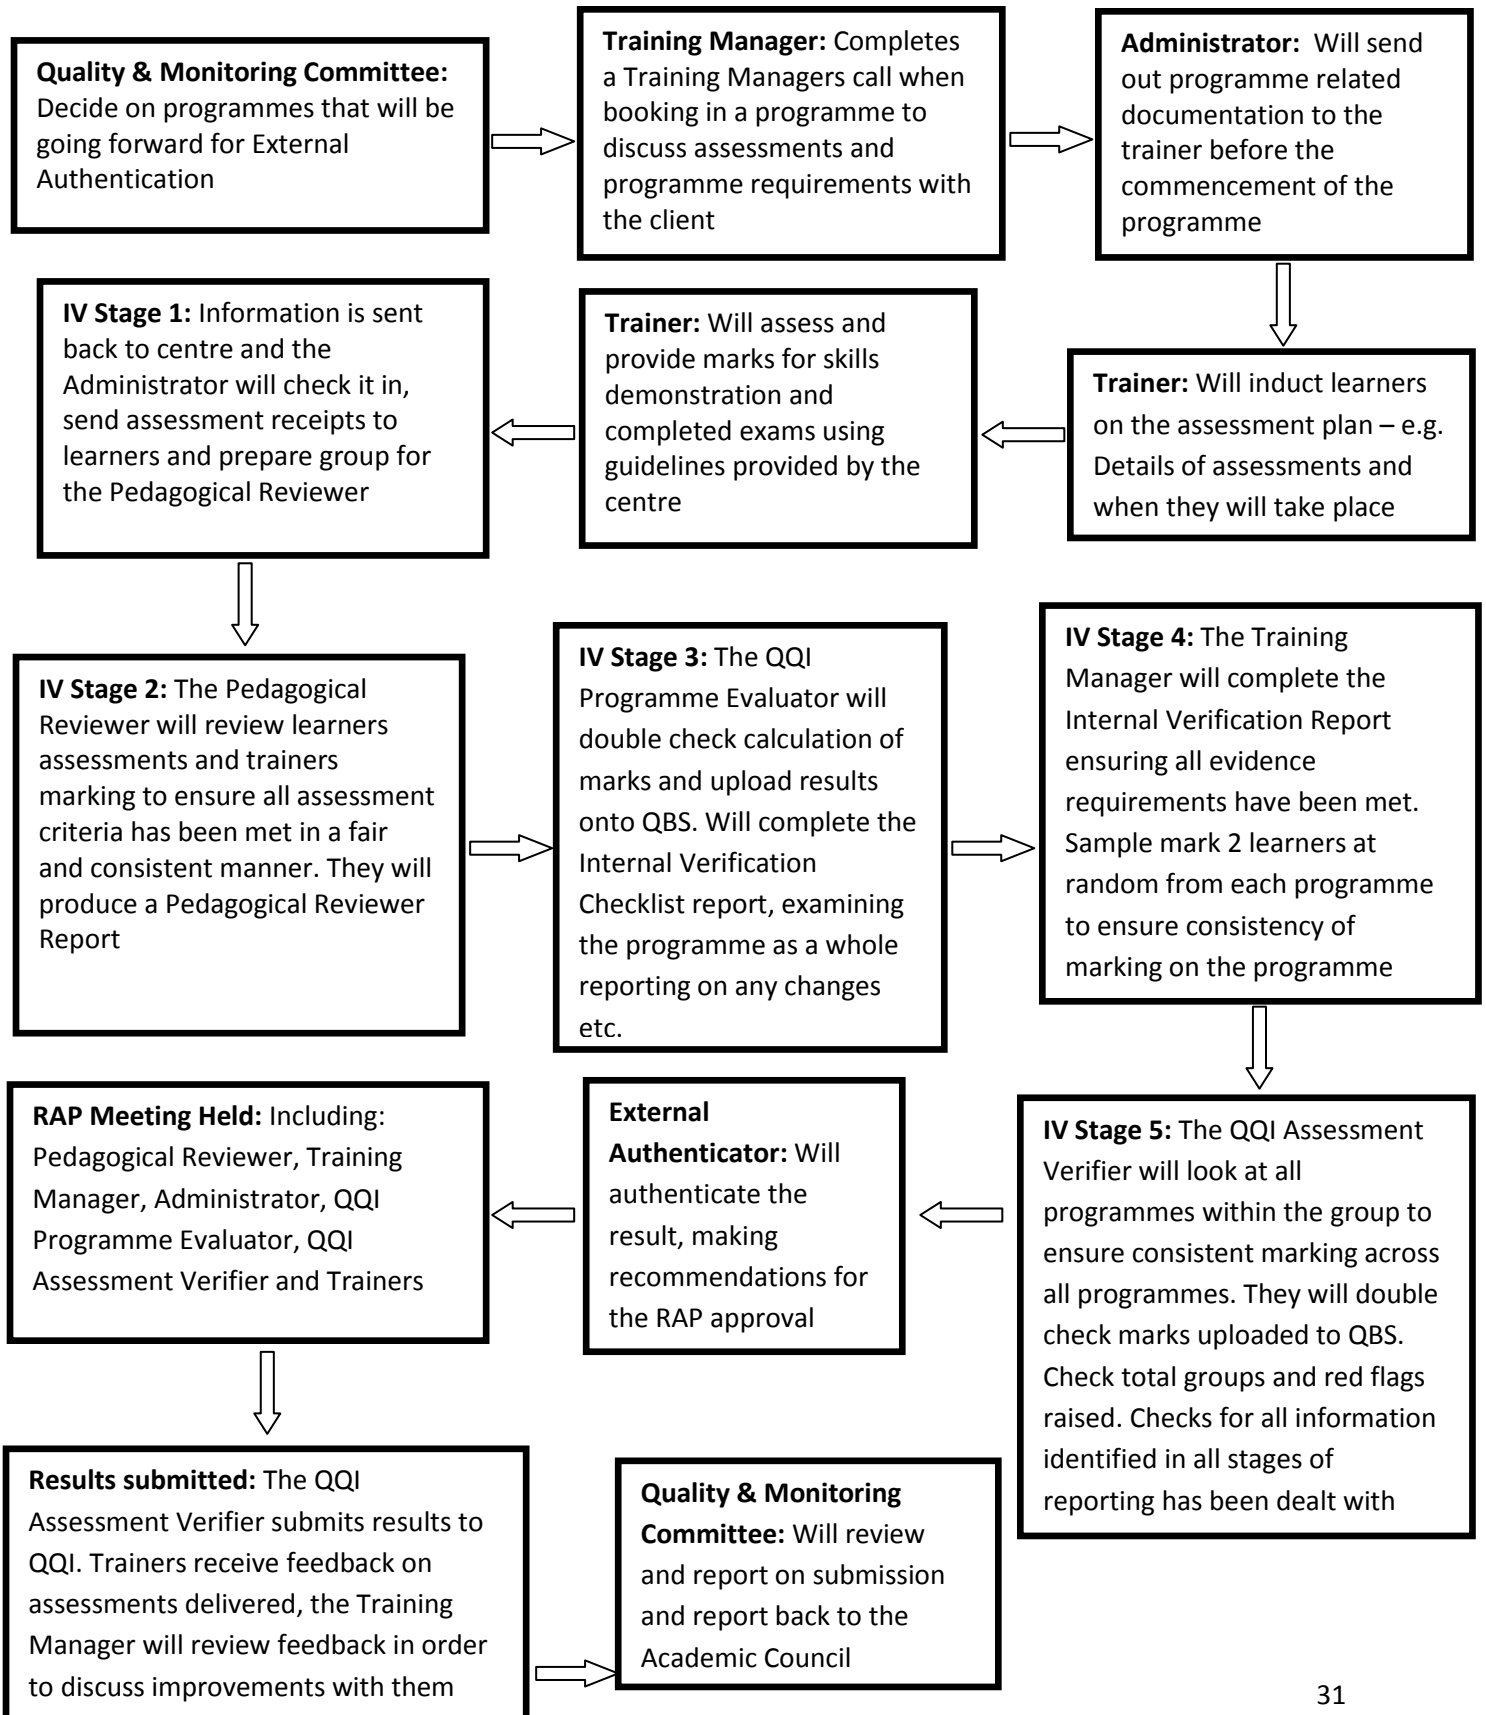 Quality & Monitoring Committee:
Decide on programmes that will be
going forward for External
Authentication
Training Manager: Completes
a Training Managers call when
booking in a programme to
discuss assessments and
programme requirements with
the client
Administrator:  Will send
out programme related
documentation to the
trainer before the
commencement of the
programme
Trainer: Will induct learners
on the assessment plan – e.g.
Details of assessments and
when they will take place
Trainer: Will assess and
provide marks for skills
demonstration and
completed exams using
guidelines provided by the
centre
IV Stage 1: Information is sent
back to centre and the
Administrator will check it in,
send assessment receipts to
learners and prepare group for
the Pedagogical Reviewer
IV Stage 2: The Pedagogical
Reviewer will review learners
assessments and trainers
marking to ensure all assessment
criteria has been met in a fair
and consistent manner. They will
produce a Pedagogical Reviewer
Report
IV Stage 3: The QQI
Programme Evaluator will
double check calculation of
marks and upload results
onto QBS. Will complete the
Internal Verification
Checklist report, examining
the programme as a whole
reporting on any changes
etc.
IV Stage 4: The Training
Manager will complete the
Internal Verification Report
ensuring all evidence
requirements have been met.
Sample mark 2 learners at
random from each programme
to ensure consistency of
marking on the programme
IV Stage 5: The QQI Assessment
Verifier will look at all
programmes within the group to
ensure consistent marking across
all programmes. They will double
check marks uploaded to QBS.
Check total groups and red flags
raised. Checks for all information
identified in all stages of
reporting has been dealt with
External
Authenticator: Will
authenticate the
result, making
recommendations for
the RAP approval
RAP Meeting Held: Including:
Pedagogical Reviewer, Training
Manager, Administrator, QQI
Programme Evaluator, QQI
Assessment Verifier and Trainers
Results submitted: The QQI
Assessment Verifier submits results to
QQI. Trainers receive feedback on
assessments delivered, the Training
Manager will review feedback in order
to discuss improvements with them
Quality & Monitoring
Committee: Will review
and report on submission
and report back to the
Academic Council
31